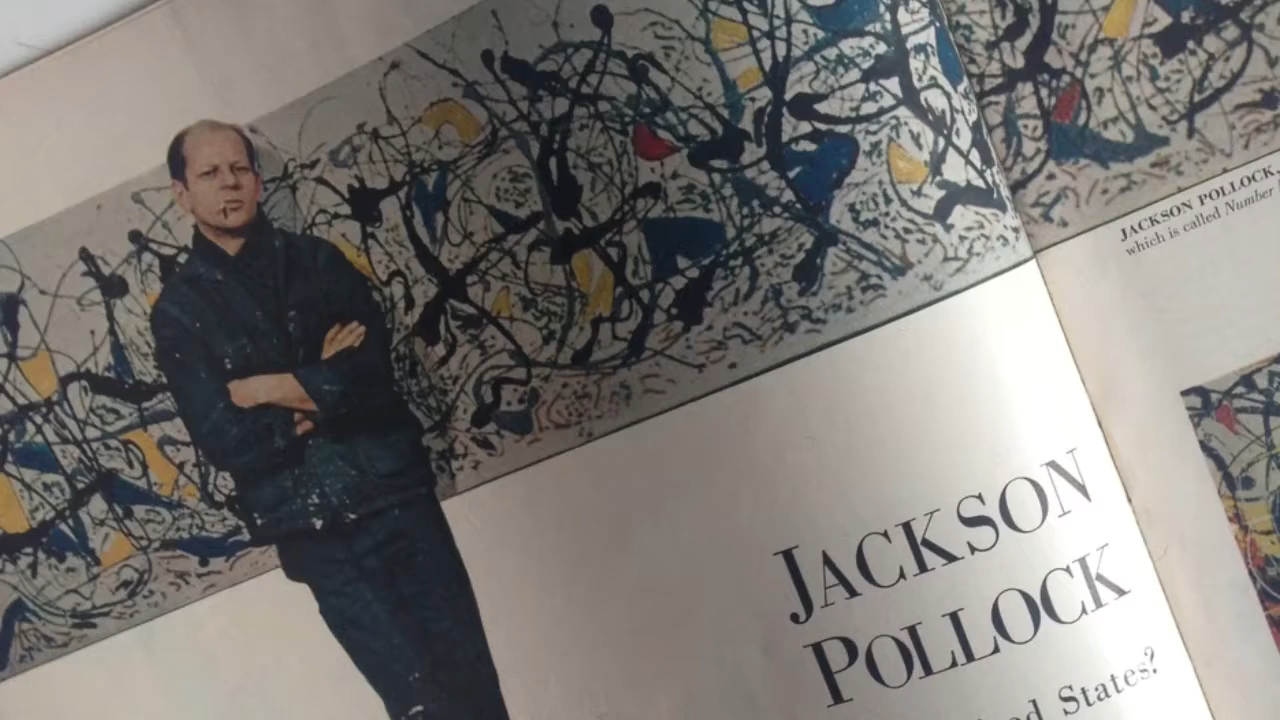 JACKSON
POLLOCK
States?
JACKSON POLLOCK,
which is called Number